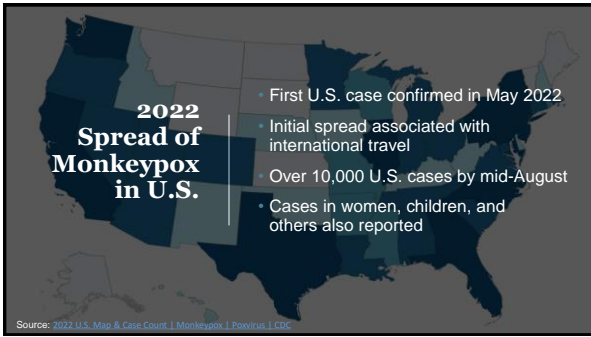 2022
Spread of
Monkeypox
in U.S.
• First U.S. case confirmed in May 2022
• Initial spread associated with
international travel
• Over 10,000 U.S. cases by mid-August
• Cases in women, children, and
others also reported
Source: 2022 U.S. Map & Case Count | Monkeypox | Poxvirus | CDC